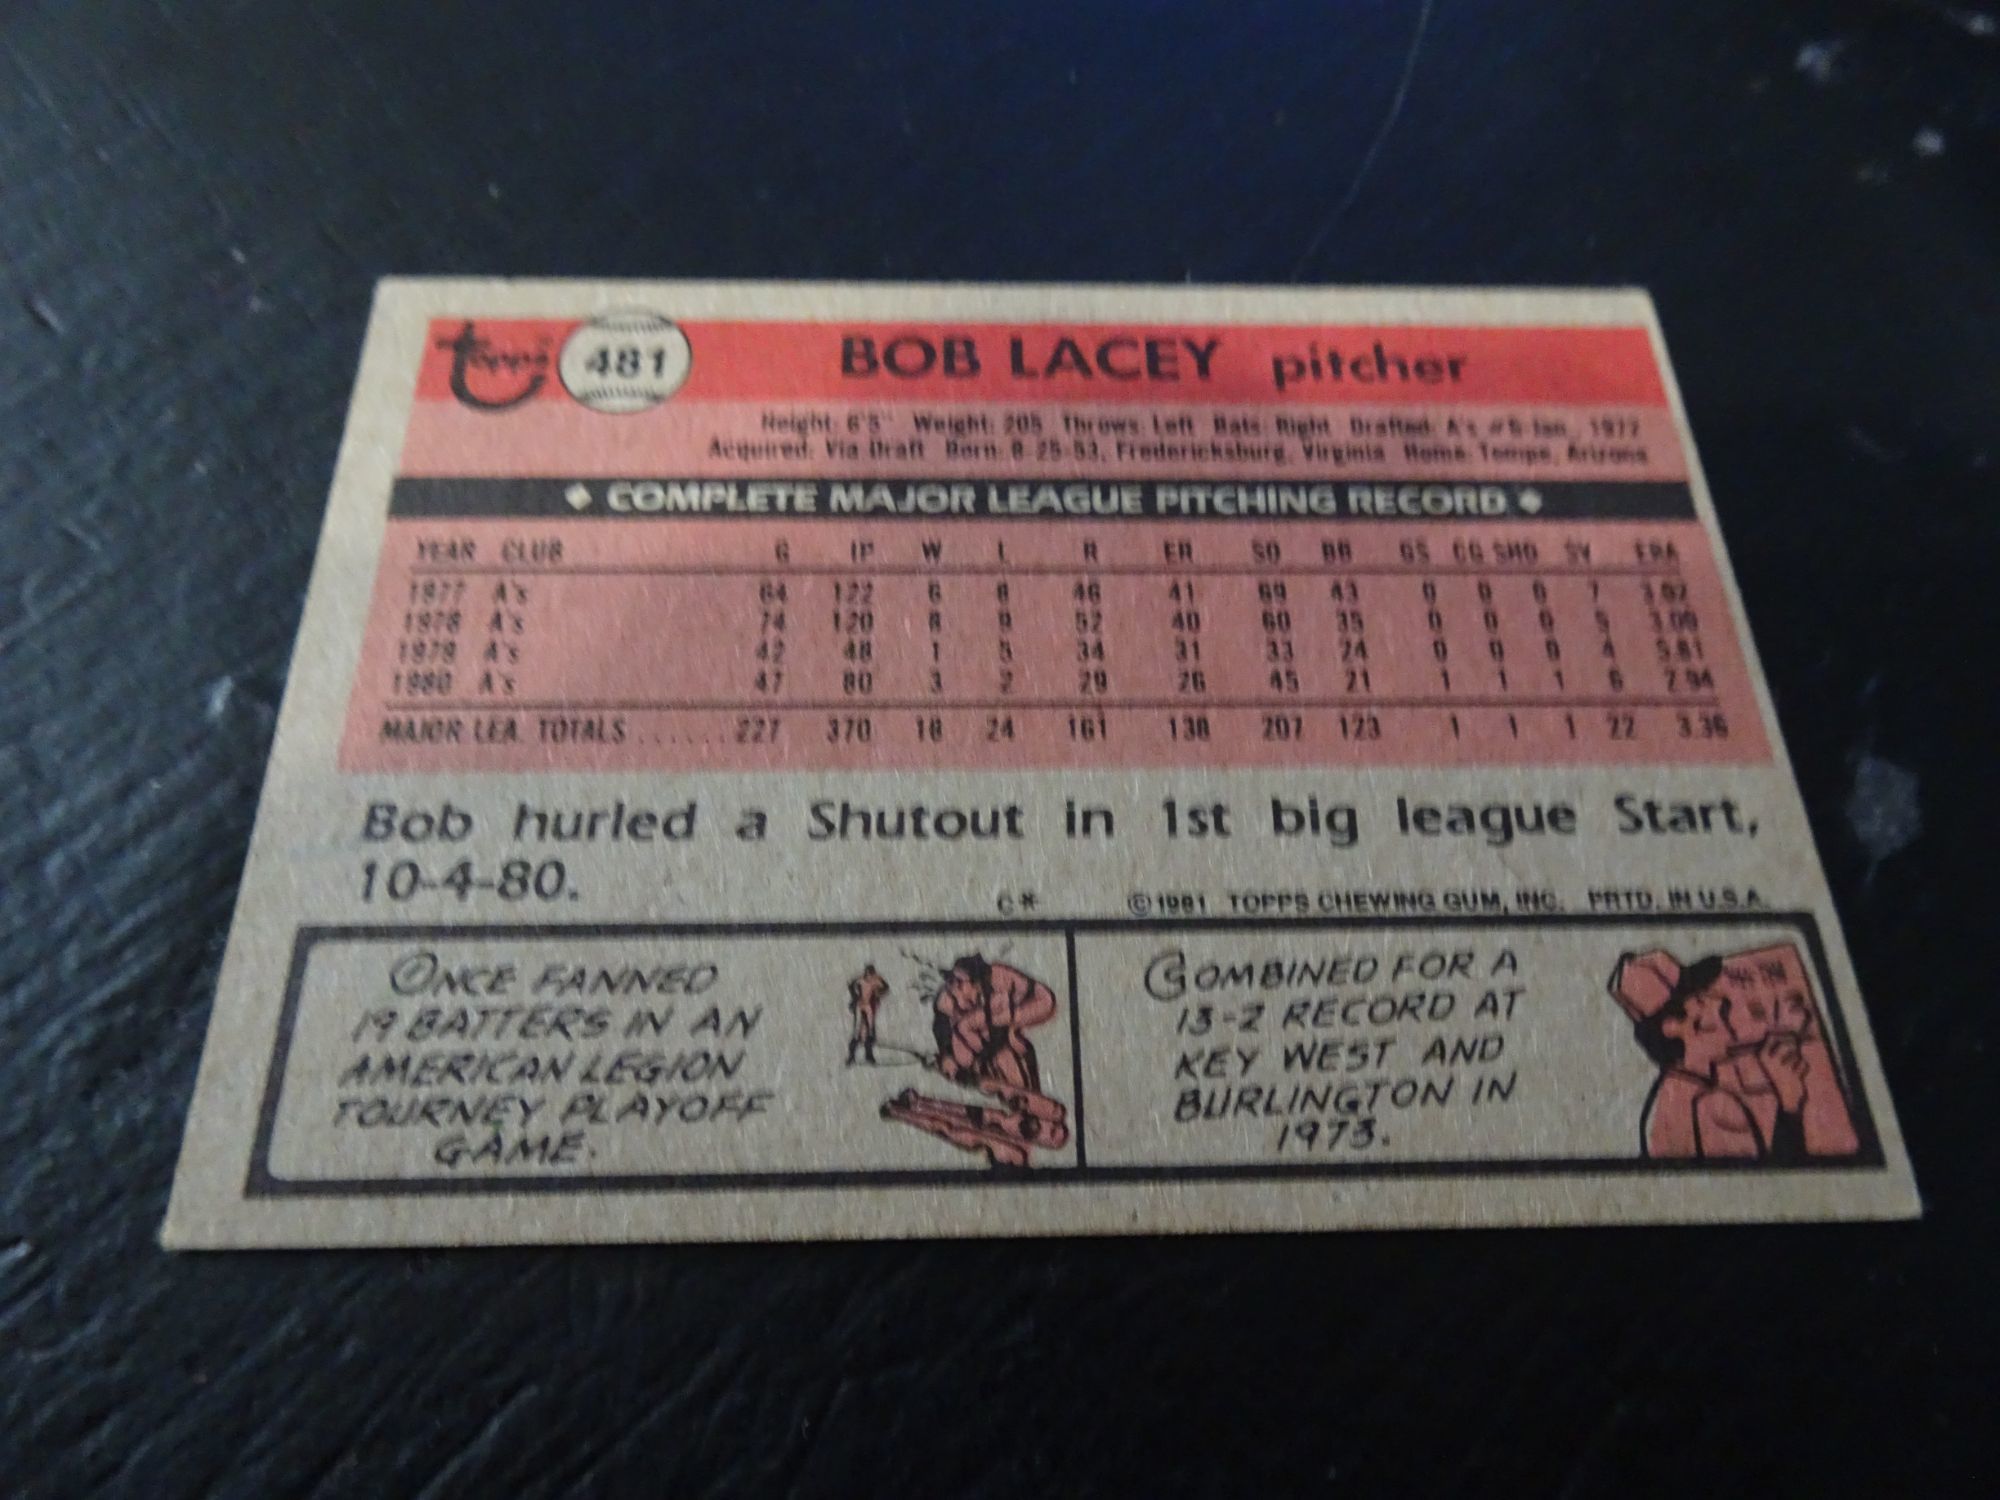 Topps 481 BOB LACEY pitcher
Height: 6'5" Weight: 205 Throws: Left Bats: Right Drafted: A's 1977
Acquired: Via Draft Born: 8-25-53, Fredericksburg, Virginia Home: Tempe, Arizona
COMPLETE MAJOR LEAGUE PITCHING RECORD
YEAR CLUB G IP W L R ER SO BB GS CG SHO SV ERA
1977 A's 64 122 6 8 46 41 69 43 0 0 0 7 3.02
1978 A's 74 120 8 9 52 40 60 35 0 0 0 5 3.00
1979 A's 42 48 1 5 34 31 33 24 0 0 0 4 5.81
1980 A's 47 80 3 2 29 26 45 21 1 1 1 6 2.94
MAJOR LEA. TOTALS ...... 227 370 18 24 161 138 207 123 1 1 1 22 3.36
Bob hurled a Shutout in 1st big league Start,
10-4-80.
C* ©1981 TOPPS CHEWING GUM, INC. PRTD. IN U.S.A.
ONCE FANNED
19 BATTERS IN AN
AMERICAN LEGION
TOURNEY PLAYOFF
GAME.
COMBINED FOR A
13-2 RECORD AT
KEY WEST AND
BURLINGTON IN
1973.